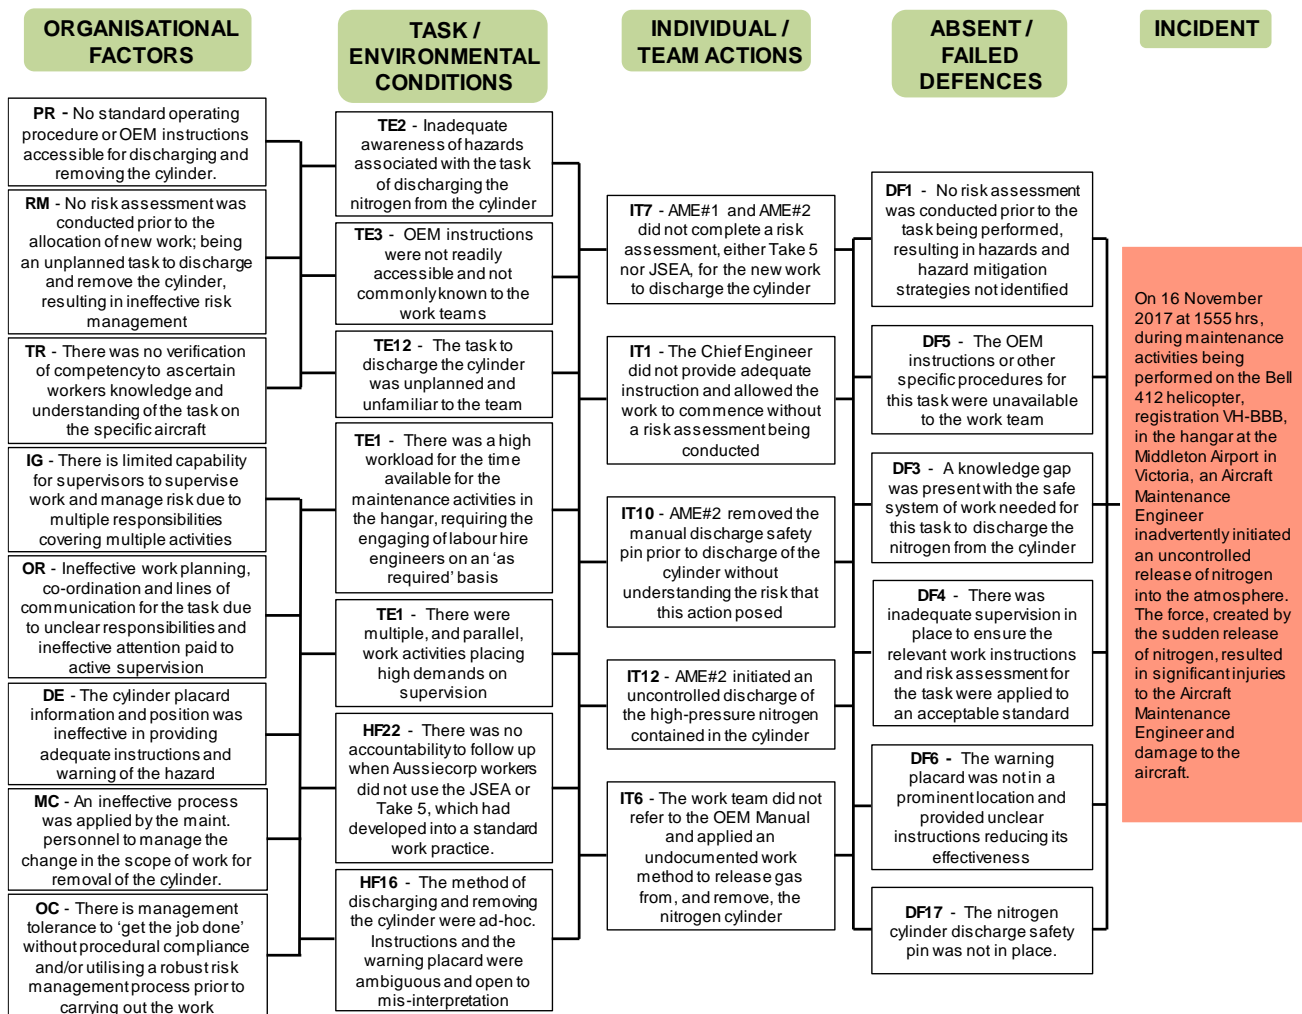 ORGANISATIONAL
FACTORS
PR - No standard operating
procedure or OEM instructions
accessible for discharging and
removing the cylinder.
RM - No risk assessment was
conducted prior to the
allocation of new work; being
an unplanned task to discharge
and remove the cylinder,
resulting in ineffective risk
management
TR - There was no verification
of competency to ascertain
workers knowledge and
understanding of the task on
the specific aircraft
IG - There is limited capability
for supervisors to supervise
work and manage risk due to
multiple responsibilities
covering multiple activities
OR - Ineffective work planning,
co-ordination and lines of
communication for the task due
to unclear responsibilities and
ineffective attention paid to
active supervision
DE - The cylinder placard
information and position was
ineffective in providing
adequate instructions and
warning of the hazard
MC - An ineffective process
was applied by the maint.
personnel to manage the
change in the scope of work for
removal of the cylinder.
OC - There is management
tolerance to 'get the job done'
without procedural compliance
and/or utilising a robust risk
management process prior to
carrying out the work
TASK /
ENVIRONMENTAL
CONDITIONS
TE2 - Inadequate
awareness of hazards
associated with the task
of discharging the
nitrogen from the cylinder
TE3 - OEM instructions
were not readily
accessible and not
commonly known to the
work teams
TE12 - The task to
discharge the cylinder
was unplanned and
unfamiliar to the team
TE1 - There was a high
workload for the time
available for the
maintenance activities in
the hangar, requiring the
engaging of labour hire
engineers on an 'as
required' basis
TE1 - There were
multiple, and parallel,
work activities placing
high demands on
supervision
HF22 - There was no
accountability to follow up
when Aussiecorp workers
did not use the JSEA or
Take 5, which had
developed into a standard
work practice.
HF16 - The method of
discharging and removing
the cylinder were ad-hoc.
Instructions and the
warning placard were
ambiguous and open to
mis-interpretation
INDIVIDUAL /
TEAM ACTIONS
IT7 - AME#1 and AME#2
did not complete a risk
assessment, either Take 5
nor JSEA, for the new work
to discharge the cylinder
IT1 - The Chief Engineer
did not provide adequate
instruction and allowed the
work to commence without
a risk assessment being
conducted
IT10 - AME#2 removed the
manual discharge safety
pin prior to discharge of the
cylinder without
understanding the risk that
this action posed
IT12 - AME#2 initiated an
uncontrolled discharge of
the high-pressure nitrogen
contained in the cylinder
IT6 - The work team did not
refer to the OEM Manual
and applied an
undocumented work
method to release gas
from, and remove, the
nitrogen cylinder
ABSENT /
FAILED
DEFENCES
DF1 - No risk assessment
was conducted prior to the
task being performed,
resulting in hazards and
hazard mitigation
strategies not identified
DF5 - The OEM
instructions or other
specific procedures for
this task were unavailable
to the work team
DF3 - A knowledge gap
was present with the safe
system of work needed for
this task to discharge the
nitrogen from the cylinder
DF4 - There was
inadequate supervision in
place to ensure the
relevant work instructions
and risk assessment for
the task were applied to
an acceptable standard
DF6 - The warning
placard was not in a
prominent location and
provided unclear
instructions reducing its
effectiveness
DF17 - The nitrogen
cylinder discharge safety
pin was not in place.
INCIDENT
On 16 November
2017 at 1555 hrs,
during maintenance
activities being
performed on the Bell
412 helicopter,
registration VH-BBB,
in the hangar at the
Middleton Airport in
Victoria, an Aircraft
Maintenance
Engineer
inadvertently initiated
an uncontrolled
release of nitrogen
into the atmosphere.
The force, created by
the sudden release
of nitrogen, resulted
in significant injuries
to the Aircraft
Maintenance
Engineer and
damage to the
aircraft.